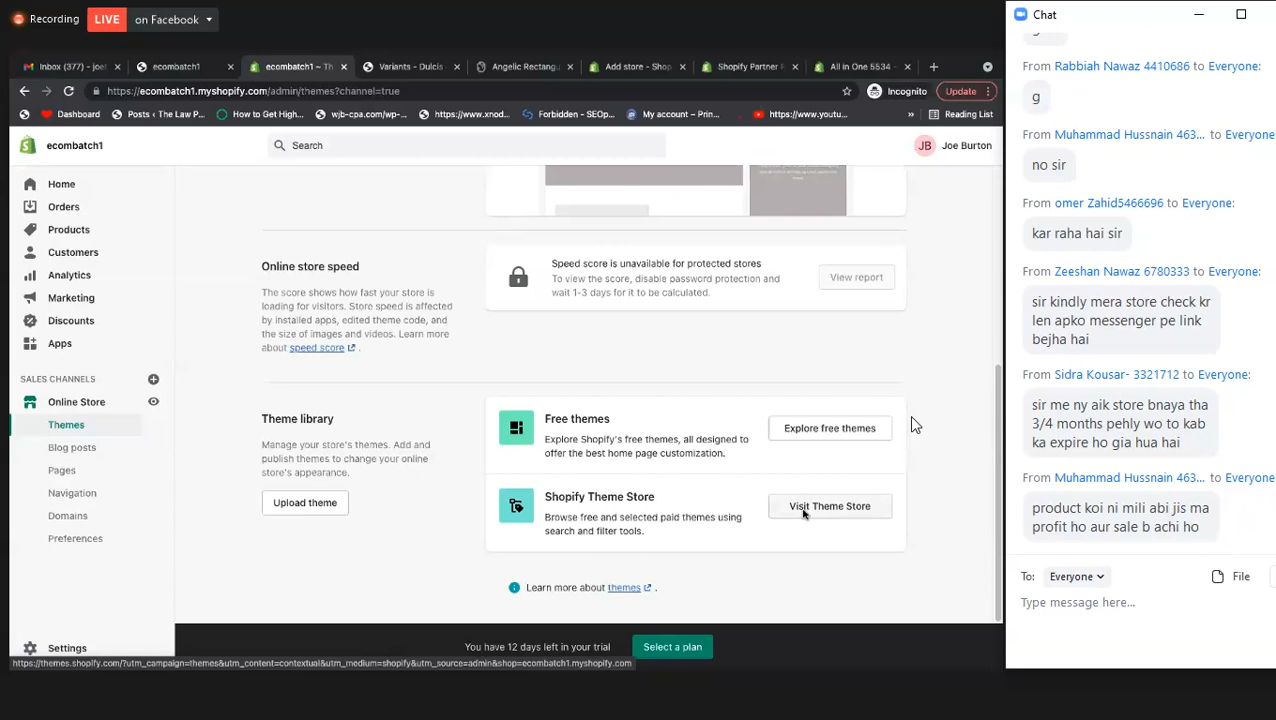 Recording
LIVE
on Facebook
Inbox (377) - joe
ecombatch1
ecombatch1 ~ Th
Variants - Dulcis
Angelic Rectangu
Add store - Shop
Shopify Partner
All in One 5534 -
https://ecombatch1.myshopify.com/admin/themes?channel=true
Incognito
Update
Dashboard
Posts ‹ The Law P...
How to Get High...
wjb-cpa.com/wp-...
https://www.xnod...
Forbidden - SEOp...
My account – Prin...
https://www.youtu...
»
Reading List
ecombatch1
Search
JB
Joe Burton
Home
Orders
Products
Customers
Analytics
Marketing
Discounts
Apps
SALES CHANNELS
Online Store
Themes
Blog posts
Pages
Navigation
Domains
Preferences
Settings
Online store speed
The score shows how fast your store is
loading for visitors. Store speed is affected
by installed apps, edited theme code, and
the size of images and videos. Learn more
about speed score .
Speed score is unavailable for protected stores
To view the score, disable password protection and
wait 1-3 days for it to be calculated.
View report
Theme library
Manage your store's themes. Add and
publish themes to change your online
store's appearance.
Upload theme
Free themes
Explore Shopify's free themes, all designed to
offer the best home page customization.
Explore free themes
Shopify Theme Store
Browse free and selected paid themes using
search and filter tools.
Visit Theme Store
Learn more about themes .
You have 12 days left in your trial
Select a plan
https://themes.shopify.com/?utm_campaign=themes&utm_content=contextual&utm_medium=shopify&utm_source=admin&shop=ecombatch1.myshopify.com
Chat
From Rabbiah Nawaz 4410686 to Everyone:
g
From Muhammad Hussnain 463... to Everyone
no sir
From omer Zahid5466696 to Everyone:
kar raha hai sir
From Zeeshan Nawaz 6780333 to Everyone:
sir kindly mera store check kr
len apko messenger pe link
bejha hai
From Sidra Kousar- 3321712 to Everyone:
sir me ny aik store bnaya tha
3/4 months pehly wo to kab
ka expire ho gia hua hai
From Muhammad Hussnain 463... to Everyone
product koi ni mili abi jis ma
profit ho aur sale b achi ho
To: Everyone
File
Type message here...